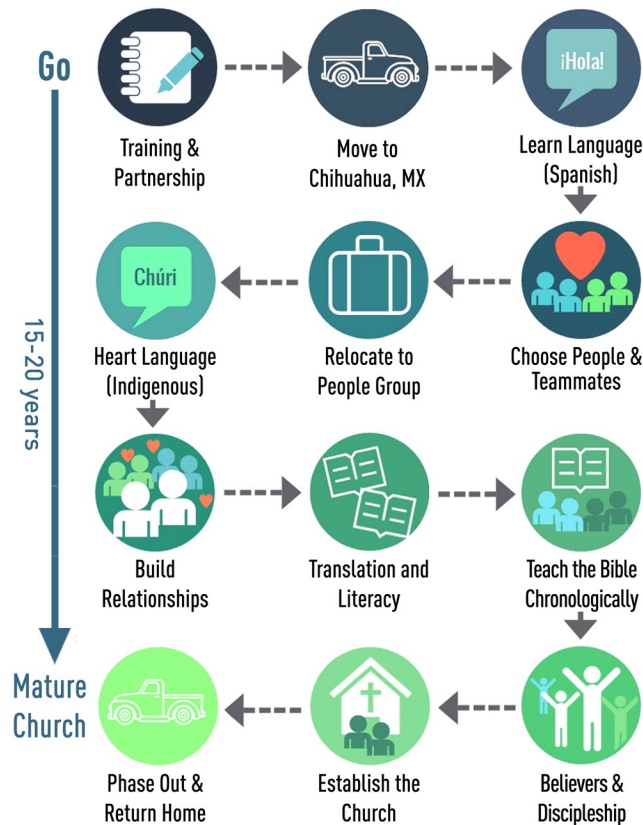 Go
Training &
Partnership
Move to
Chihuahua, MX
¡Hola!
Learn Language
(Spanish)
Choose People &
Teammates
Relocate to
People Group
Chúri
Heart Language
(Indigenous)
15-20 years
Build
Relationships
Translation and
Literacy
Teach the Bible
Chronologically
Believers &
Discipleship
Establish the
Church
Phase Out &
Return Home
Mature
Church